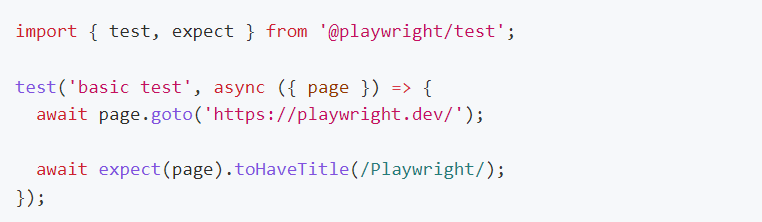 import { test, expect } from '@playwright/test';
test('basic test', async ({ page }) => {
await page.goto('https://playwright.dev/');
await expect(page).toHaveTitle(/Playwright/);
});